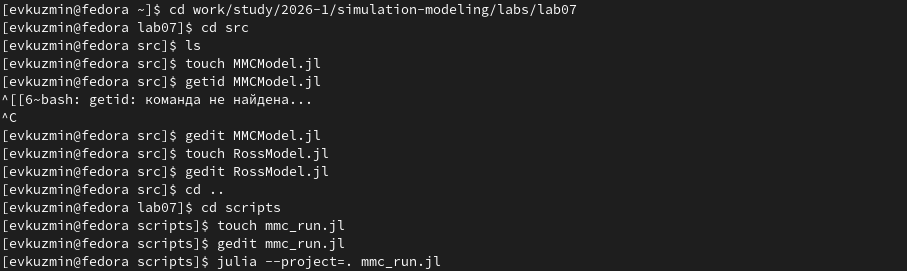 [evkuzmin@fedora ~]$ cd work/study/2026-1/simulation-modeling/labs/lab07
[evkuzmin@fedora lab07]$ cd src
[evkuzmin@fedora src]$ ls
[evkuzmin@fedora src]$ touch MMCModel.jl
[evkuzmin@fedora src]$ getid MMCModel.jl
^[[6~bash: getid: команда не найдена...
^C
[evkuzmin@fedora src]$ gedit MMCModel.jl
[evkuzmin@fedora src]$ touch RossModel.jl
[evkuzmin@fedora src]$ gedit RossModel.jl
[evkuzmin@fedora src]$ cd ..
[evkuzmin@fedora lab07]$ cd scripts
[evkuzmin@fedora scripts]$ touch mmc_run.jl
[evkuzmin@fedora scripts]$ gedit mmc_run.jl
[evkuzmin@fedora scripts]$ julia --project=. mmc_run.jl